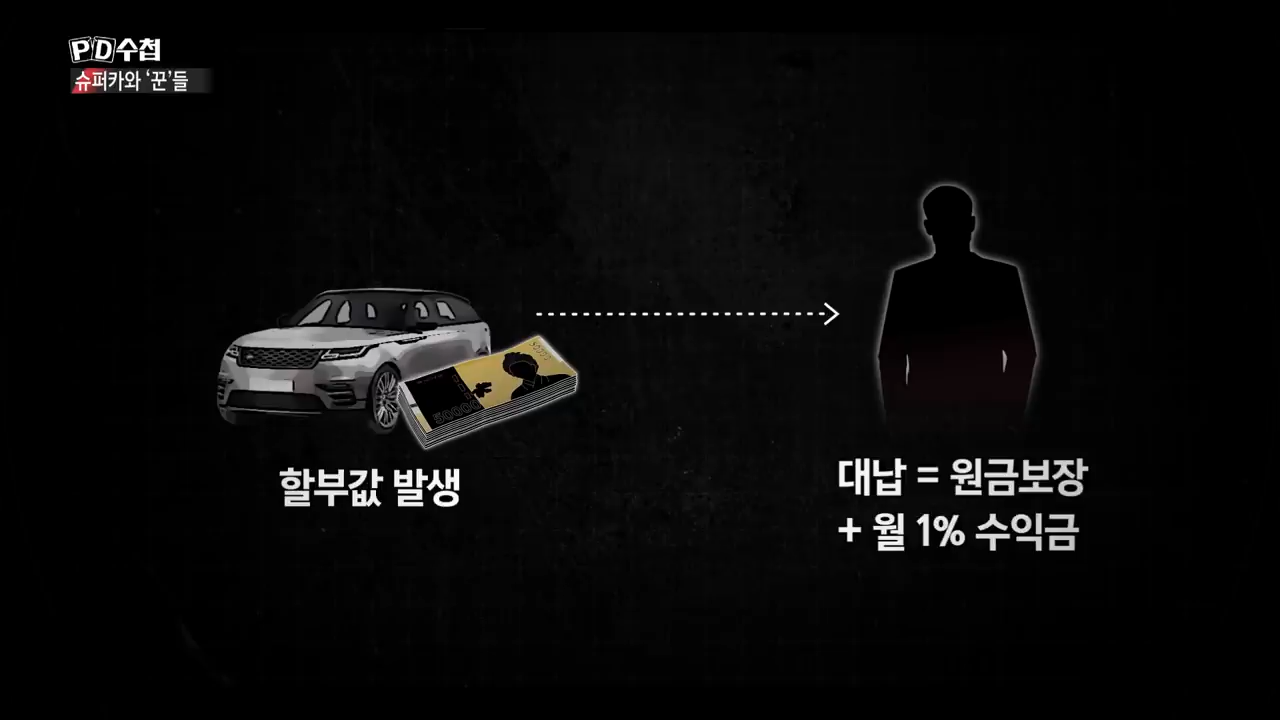 PD수첩
슈퍼카와 '꾼'들
할부값 발생
대납 = 원금보장
+ 월 1% 수익금
50000